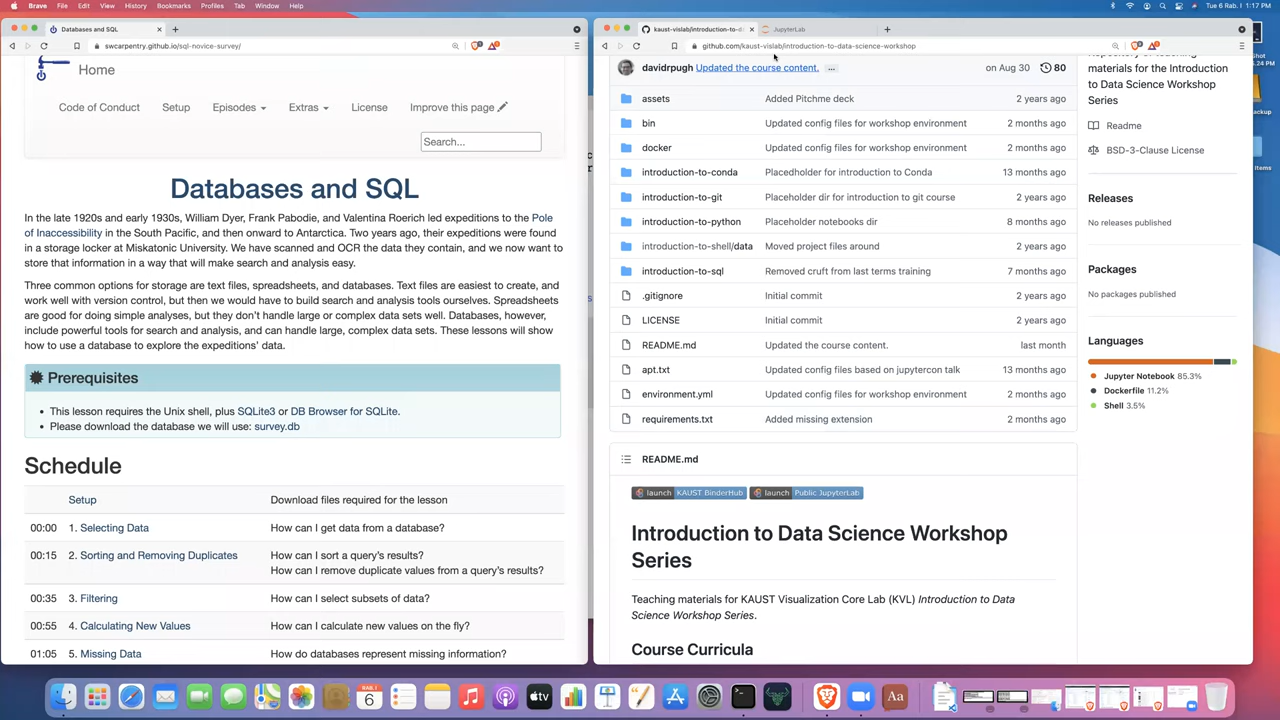 Brave File Edit View History Bookmarks Profiles Tab Window Help
Tue 6 Rab. I 1:17 PM
Databases and SQL
swcarpentry.github.io/sql-novice-survey/
Home
Code of Conduct Setup Episodes Extras License Improve this page
Search...
Databases and SQL
In the late 1920s and early 1930s, William Dyer, Frank Pabodie, and Valentina Roerich led expeditions to the Pole
of Inaccessibility in the South Pacific, and then onward to Antarctica. Two years ago, their expeditions were found
in a storage locker at Miskatonic University. We have scanned and OCR the data they contain, and we now want to
store that information in a way that will make search and analysis easy.
Three common options for storage are text files, spreadsheets, and databases. Text files are easiest to create, and
work well with version control, but then we would have to build search and analysis tools ourselves. Spreadsheets
are good for doing simple analyses, but they don't handle large or complex data sets well. Databases, however,
include powerful tools for search and analysis, and can handle large, complex data sets. These lessons will show
how to use a database to explore the expeditions' data.
Prerequisites
This lesson requires the Unix shell, plus SQLite3 or DB Browser for SQLite.
Please download the database we will use: survey.db
Schedule
Setup Download files required for the lesson
00:00 1. Selecting Data How can I get data from a database?
00:15 2. Sorting and Removing Duplicates How can I sort a query's results?
How can I remove duplicate values from a query's results?
00:35 3. Filtering How can I select subsets of data?
00:55 4. Calculating New Values How can I calculate new values on the fly?
01:05 5. Missing Data How do databases represent missing information?
kaust-vislab/introduction-to-d JupyterLab
github.com/kaust-vislab/introduction-to-data-science-workshop
davidrpugh Updated the course content. ... on Aug 30 80
assets Added Pitchme deck 2 years ago
bin Updated config files for workshop environment 2 months ago
docker Updated config files for workshop environment 2 months ago
introduction-to-conda Placedholder for introduction to Conda 13 months ago
introduction-to-git Placeholder dir for introduction to git course 2 months ago
introduction-to-python Placeholder notebooks dir 8 months ago
introduction-to-shell/data Moved project files around 2 years ago
introduction-to-sql Removed cruft from last terms training 7 months ago
.gitignore Initial commit 2 years ago
LICENSE Initial commit 2 years ago
README.md Updated the course content. last month
apt.txt Updated config files based on jupytercon talk 13 months ago
environment.yml Updated config files for workshop environment 2 months ago
requirements.txt Added missing extension 2 months ago
README.md
launch KAUST BinderHub launch Public JupyterLab
Introduction to Data Science Workshop
Series
Teaching materials for KAUST Visualization Core Lab (KVL) Introduction to Data
Science Workshop Series.
Course Curricula
materials for the Introduction
to Data Science Workshop
Series
Readme
BSD-3-Clause License
Releases
No releases published
Packages
No packages published
Languages
Jupyter Notebook 85.3%
Dockerfile 11.2%
Shell 3.5%
RABI I
6
tv
Aa